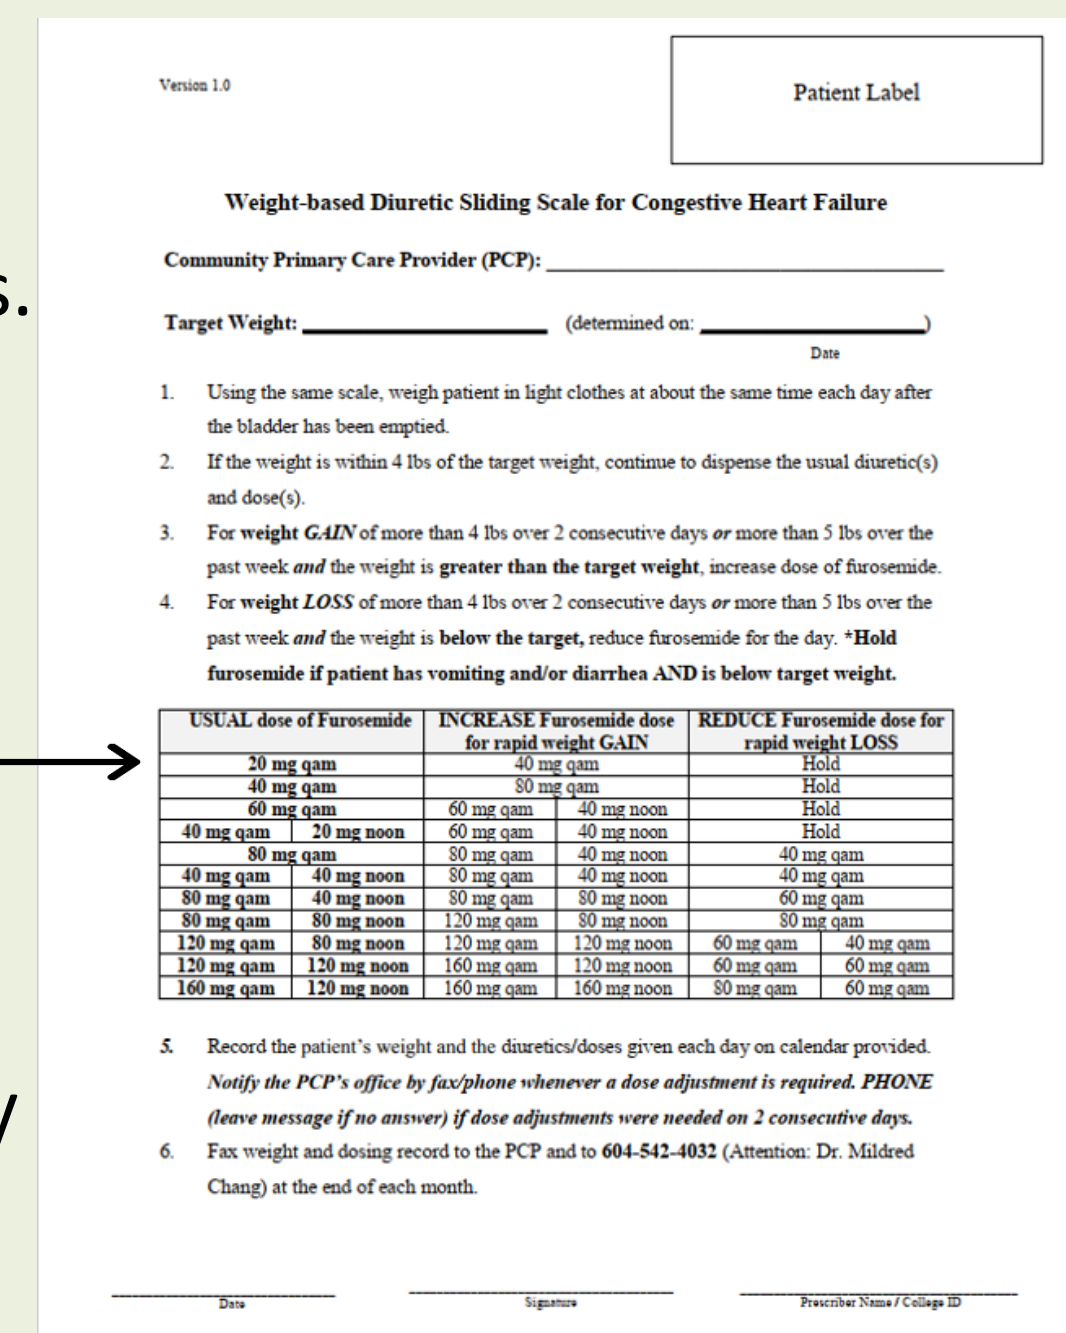 s.
/
Version 1.0
Patient Label
Weight-based Diuretic Sliding Scale for Congestive Heart Failure
Community Primary Care Provider (PCP):
Target Weight: (determined on: )
Date
1. Using the same scale, weigh patient in light clothes at about the same time each day after
the bladder has been emptied.
2. If the weight is within 4 lbs of the target weight, continue to dispense the usual diuretic(s)
and dose(s).
3. For weight GAIN of more than 4 lbs over 2 consecutive days or more than 5 lbs over the
past week and the weight is greater than the target weight, increase dose of furosemide.
4. For weight LOSS of more than 4 lbs over 2 consecutive days or more than 5 lbs over the
past week and the weight is below the target, reduce furosemide for the day. *Hold
furosemide if patient has vomiting and/or diarrhea AND is below target weight.
USUAL dose of Furosemide INCREASE Furosemide dose REDUCE Furosemide dose for
for rapid weight GAIN rapid weight LOSS
20 mg qam 40 mg qam Hold
40 mg qam 80 mg qam Hold
60 mg qam 60 mg qam 40 mg noon Hold
40 mg qam 20 mg noon 60 mg qam 40 mg noon Hold
80 mg qam 80 mg qam 40 mg noon 40 mg qam
40 mg qam 40 mg noon 80 mg qam 40 mg noon 40 mg qam
80 mg qam 40 mg noon 80 mg qam 80 mg noon 60 mg qam
80 mg qam 80 mg noon 120 mg qam 80 mg noon 80 mg qam
120 mg qam 80 mg noon 120 mg qam 120 mg noon 60 mg qam 40 mg qam
120 mg qam 120 mg noon 160 mg qam 120 mg noon 60 mg qam 60 mg qam
160 mg qam 120 mg noon 160 mg qam 160 mg noon 80 mg qam 60 mg qam
5. Record the patient's weight and the diuretics/doses given each day on calendar provided.
Notify the PCP's office by fax/phone whenever a dose adjustment is required. PHONE
(leave message if no answer) if dose adjustments were needed on 2 consecutive days.
6. Fax weight and dosing record to the PCP and to 604-542-4032 (Attention: Dr. Mildred
Chang) at the end of each month.
Date Signature Prescriber Name / College ID